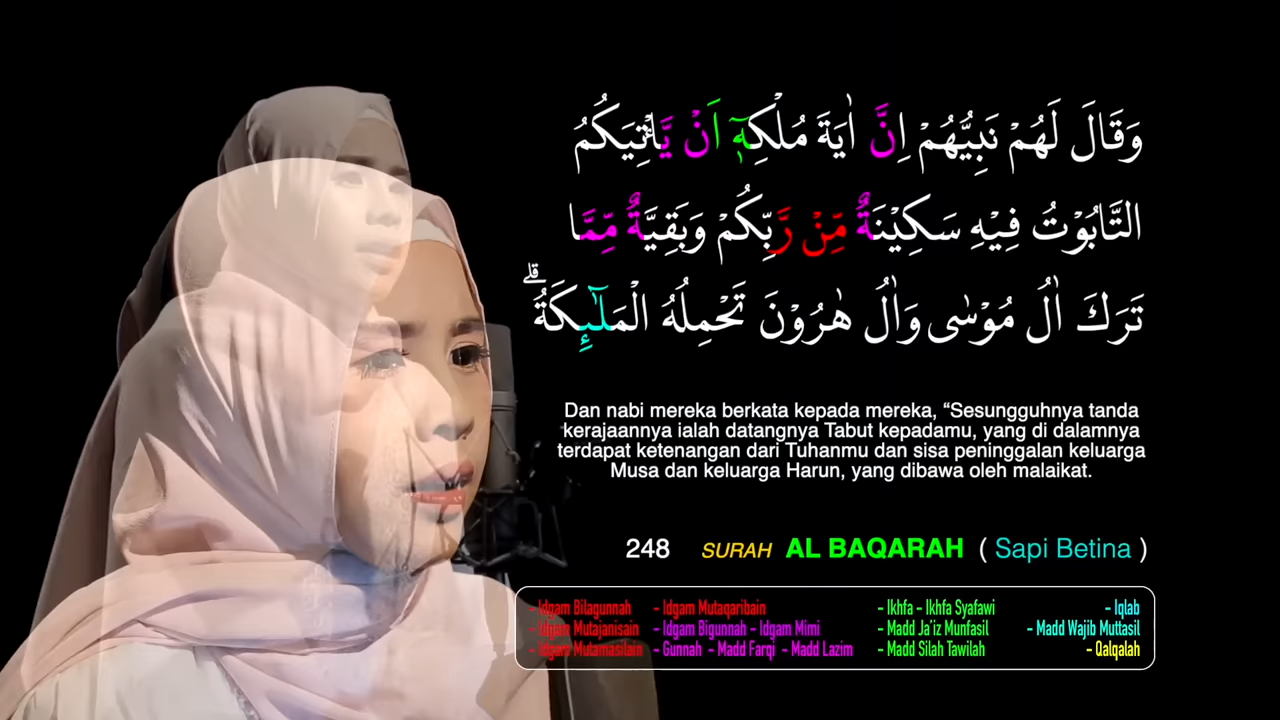 وَقَالَ لَهُمْ نَبِيُّهُمْ اِنَّ اٰيَةَ مُلْكِهٖٓ اَنْ يَّأْتِيَكُمُ
التَّابُوْتُ فِيْهِ سَكِيْنَةٌ مِّنْ رَّبِّكُمْ وَبَقِيَّةٌ مِّمَّا
تَرَكَ اٰلُ مُوْسٰى وَاٰلُ هٰرُوْنَ تَحْمِلُهُ الْمَلٰۤىِٕكَةُ ۗ
Dan nabi mereka berkata kepada mereka, “Sesungguhnya tanda
kerajaannya ialah datangnya Tabut kepadamu, yang di dalamnya
terdapat ketenangan dari Tuhanmu dan sisa peninggalan keluarga
Musa dan keluarga Harun, yang dibawa oleh malaikat.
248 SURAH AL BAQARAH ( Sapi Betina )
- Idgam Bilagunnah - Idgam Mutaqaribain - Ikhfa - Ikhfa Syafawi - Iqlab
- Idgam Mutajanisain - Idgam Bigunnah - Idgam Mimi - Madd Ja'iz Munfasil - Madd Wajib Muttasil
- Idgam Mutamasilain - Gunnah - Madd Farqi - Madd Lazim - Madd Silah Tawilah - Qalqalah